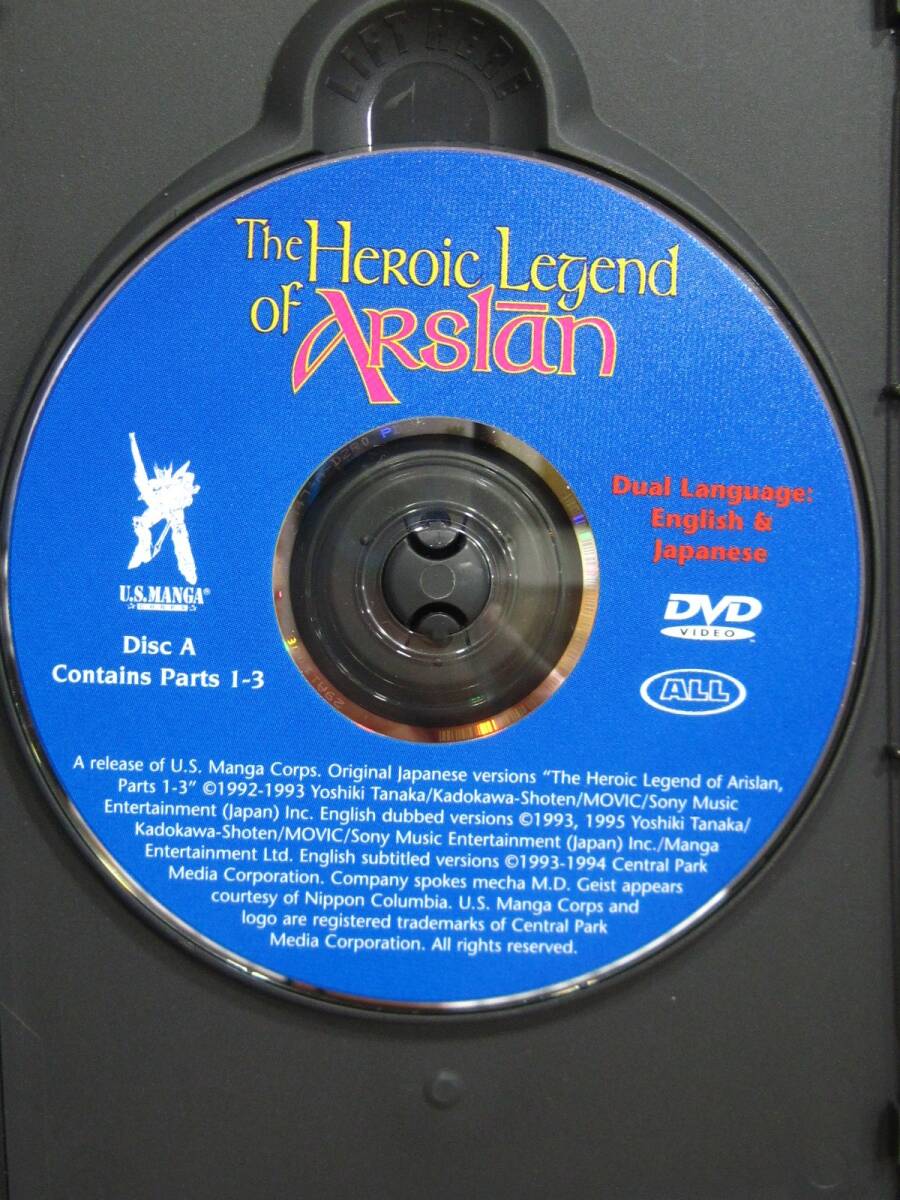 LIFT HERE
The Heroic Legend
of Arslān
Dual Language:
English &
Japanese
U.S. MANGA®
CORPS
DVD
VIDEO™
Disc A
Contains Parts 1-3
ALL
A release of U.S. Manga Corps. Original Japanese versions “The Heroic Legend of Arislan,
Parts 1-3” ©1992-1993 Yoshiki Tanaka/Kadokawa-Shoten/MOVIC/Sony Music
Entertainment (Japan) Inc. English dubbed versions ©1993, 1995 Yoshiki Tanaka/
Kadokawa-Shoten/MOVIC/Sony Music Entertainment (Japan) Inc./Manga
Entertainment Ltd. English subtitled versions ©1993-1994 Central Park
Media Corporation. Company spokes mecha M.D. Geist appears
courtesy of Nippon Columbia. U.S. Manga Corps and
logo are registered trademarks of Central Park
Media Corporation. All rights reserved.